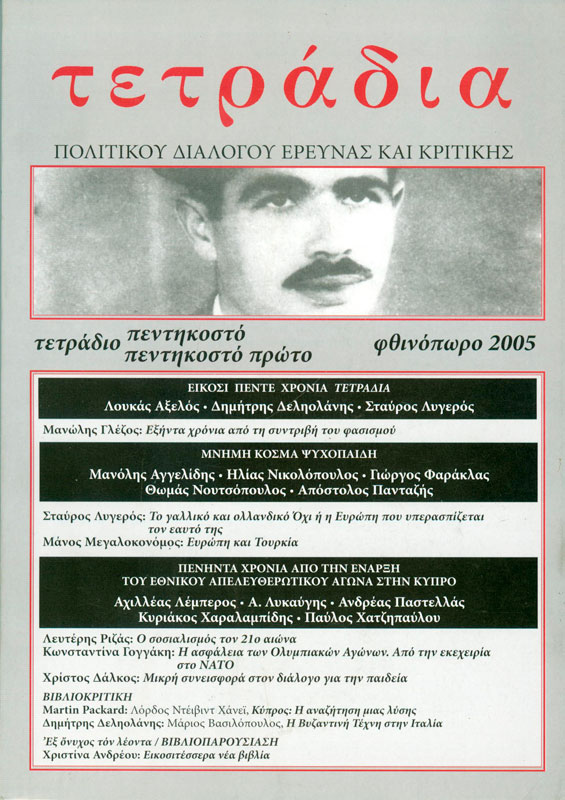 τετράδια
ΠΟΛΙΤΙΚΟΥ ΔΙΑΛΟΓΟΥ ΕΡΕΥΝΑΣ ΚΑΙ ΚΡΙΤΙΚΗΣ
τετράδιο πεντηκοστό
πεντηκοστό πρώτο
φθινόπωρο 2005
ΕΙΚΟΣΙ ΠΕΝΤΕ ΧΡΟΝΙΑ ΤΕΤΡΑΔΙΑ
Λουκάς Αξελός • Δημήτρης Δεληολάνης • Σταύρος Λυγερός
Μανώλης Γλέζος: Εξήντα χρόνια από τη συντριβή του φασισμού
ΜΝΗΜΗ ΚΟΣΜΑ ΨΥΧΟΠΑΙΔΗ
Μανόλης Αγγελίδης • Ηλίας Νικολόπουλος • Γιώργος Φαράκλας
Θωμάς Νουτσόπουλος • Απόστολος Πανταζής
Σταύρος Λυγερός: Το γαλλικό και ολλανδικό Όχι ή η Ευρώπη που υπερασπίζεται
τον εαυτό της
Μάνος Μεγαλοκονόμος: Ευρώπη και Τουρκία
ΠΕΝΗΝΤΑ ΧΡΟΝΙΑ ΑΠΟ ΤΗΝ ΕΝΑΡΞΗ
ΤΟΥ ΕΘΝΙΚΟΥ ΑΠΕΛΕΥΘΕΡΩΤΙΚΟΥ ΑΓΩΝΑ ΣΤΗΝ ΚΥΠΡΟ
Αχιλλέας Λέμπερος • Α. Λυκαύγης • Ανδρέας Παστελλάς
Κυριάκος Χαραλαμπίδης • Παύλος Χατζηπαύλου
Λευτέρης Ριζάς: Ο σοσιαλισμός τον 21ο αιώνα
Κωνσταντίνα Γογγάκη: Η ασφάλεια των Ολυμπιακών Αγώνων. Από την εκεχειρία
στο ΝΑΤΟ
Χρίστος Δάλκος: Μικρή συνεισφορά στον διάλογο για την παιδεία
ΒΙΒΛΙΟΚΡΙΤΙΚΗ
Martin Packard: Λόρδος Ντέιβιντ Χάνεϊ, Κύπρος: Η αναζήτηση μιας λύσης
Δημήτρης Δεληολάνης: Μάριος Βασιλόπουλος, Η Βυζαντινή Τέχνη στην Ιταλία
Ἐξ ὄνυχος τόν λέοντα / ΒΙΒΛΙΟΠΑΡΟΥΣΙΑΣΗ
Χριστίνα Ανδρέου: Εικοσιτέσσερα νέα βιβλία